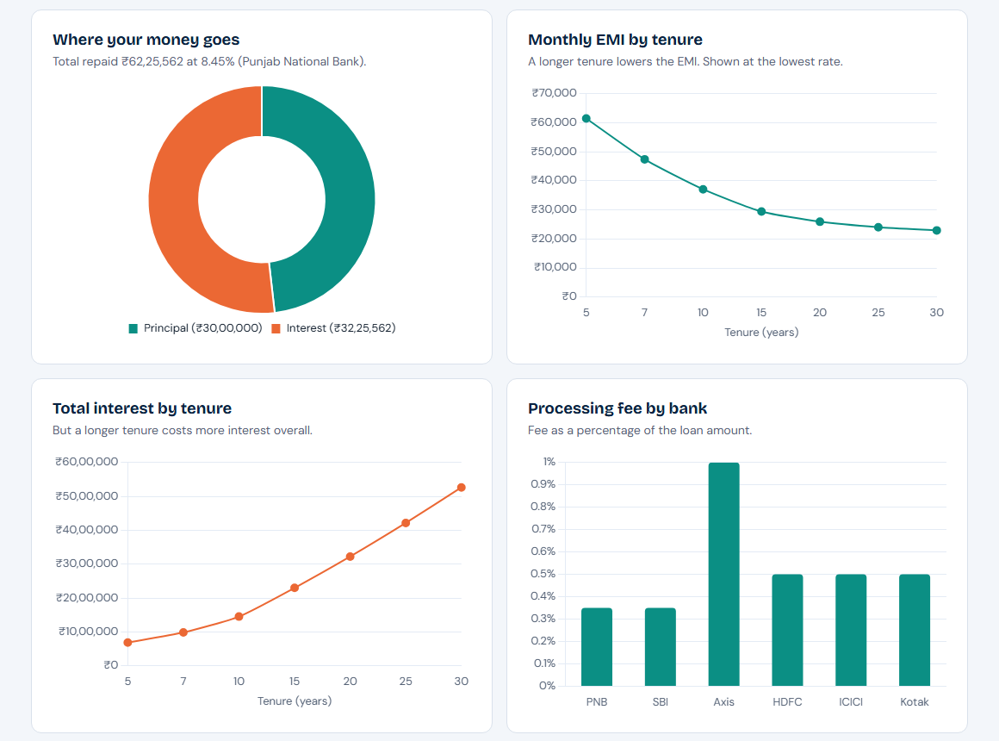 Where your money goes
Total repaid ₹62,25,562 at 8.45% (Punjab National Bank).
Principal (₹30,00,000) Interest (₹32,25,562)
Monthly EMI by tenure
A longer tenure lowers the EMI. Shown at the lowest rate.
₹70,000
₹60,000
₹50,000
₹40,000
₹30,000
₹20,000
₹10,000
₹0
5 7 10 15 20 25 30
Tenure (years)
Total interest by tenure
But a longer tenure costs more interest overall.
₹60,00,000
₹50,00,000
₹40,00,000
₹30,00,000
₹20,00,000
₹10,00,000
₹0
5 7 10 15 20 25 30
Tenure (years)
Processing fee by bank
Fee as a percentage of the loan amount.
1%
0.9%
0.8%
0.7%
0.6%
0.5%
0.4%
0.3%
0.2%
0.1%
0%
PNB SBI Axis HDFC ICICI Kotak